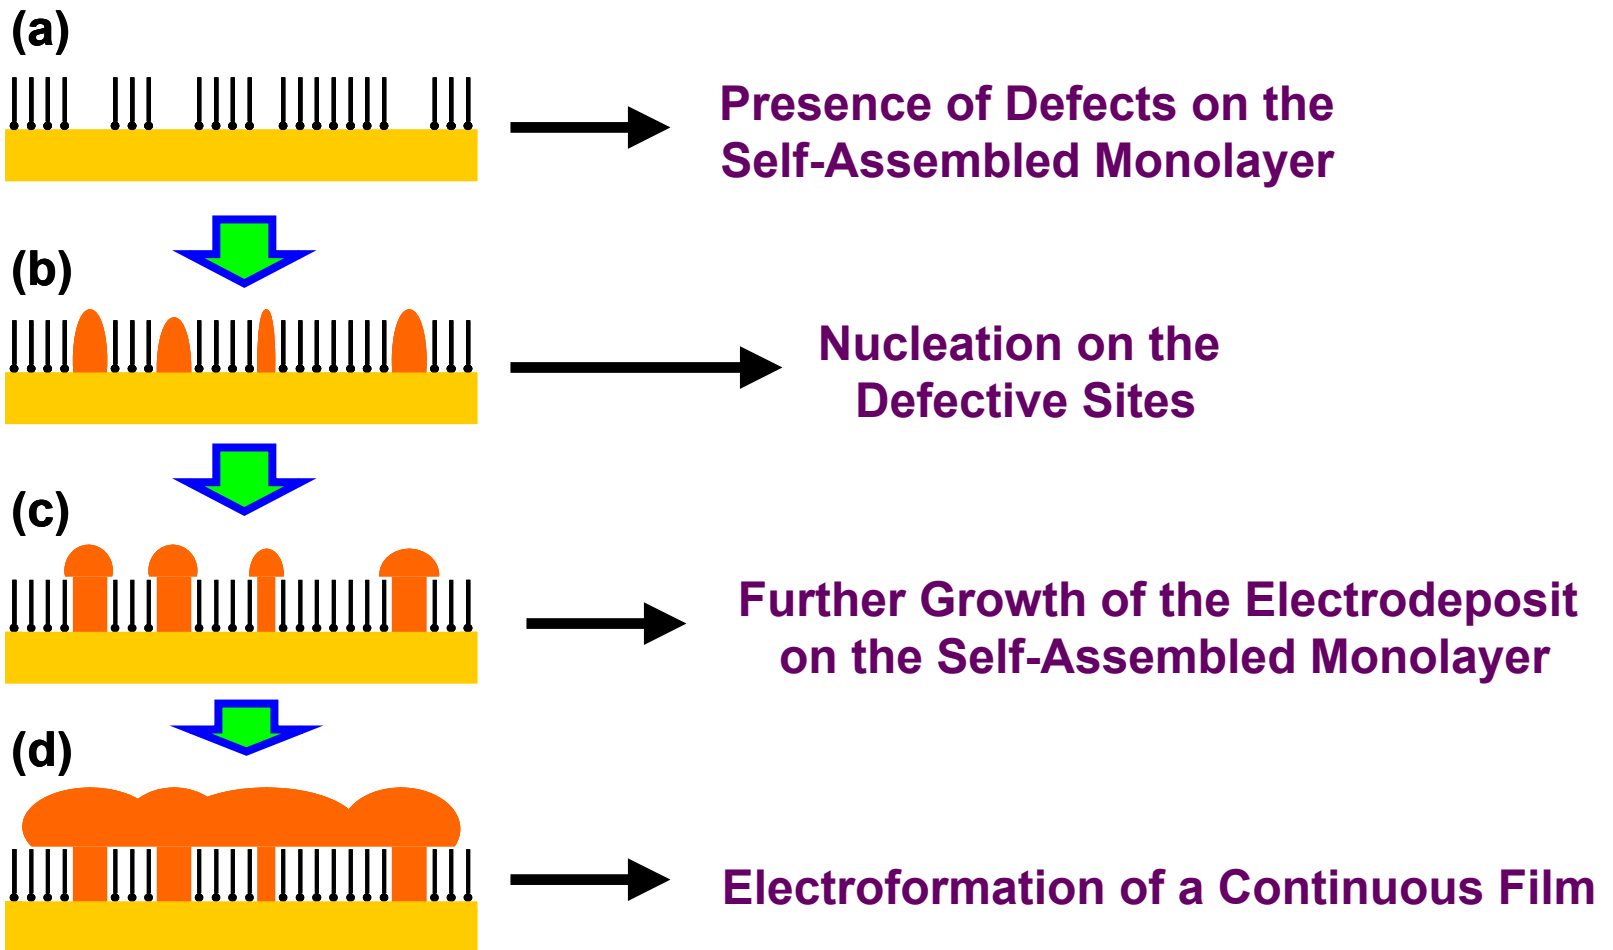 (a)
Presence of Defects on the
Self-Assembled Monolayer
(b)
Nucleation on the
Defective Sites
(c)
Further Growth of the Electrodeposit
on the Self-Assembled Monolayer
(d)
Electroformation of a Continuous Film